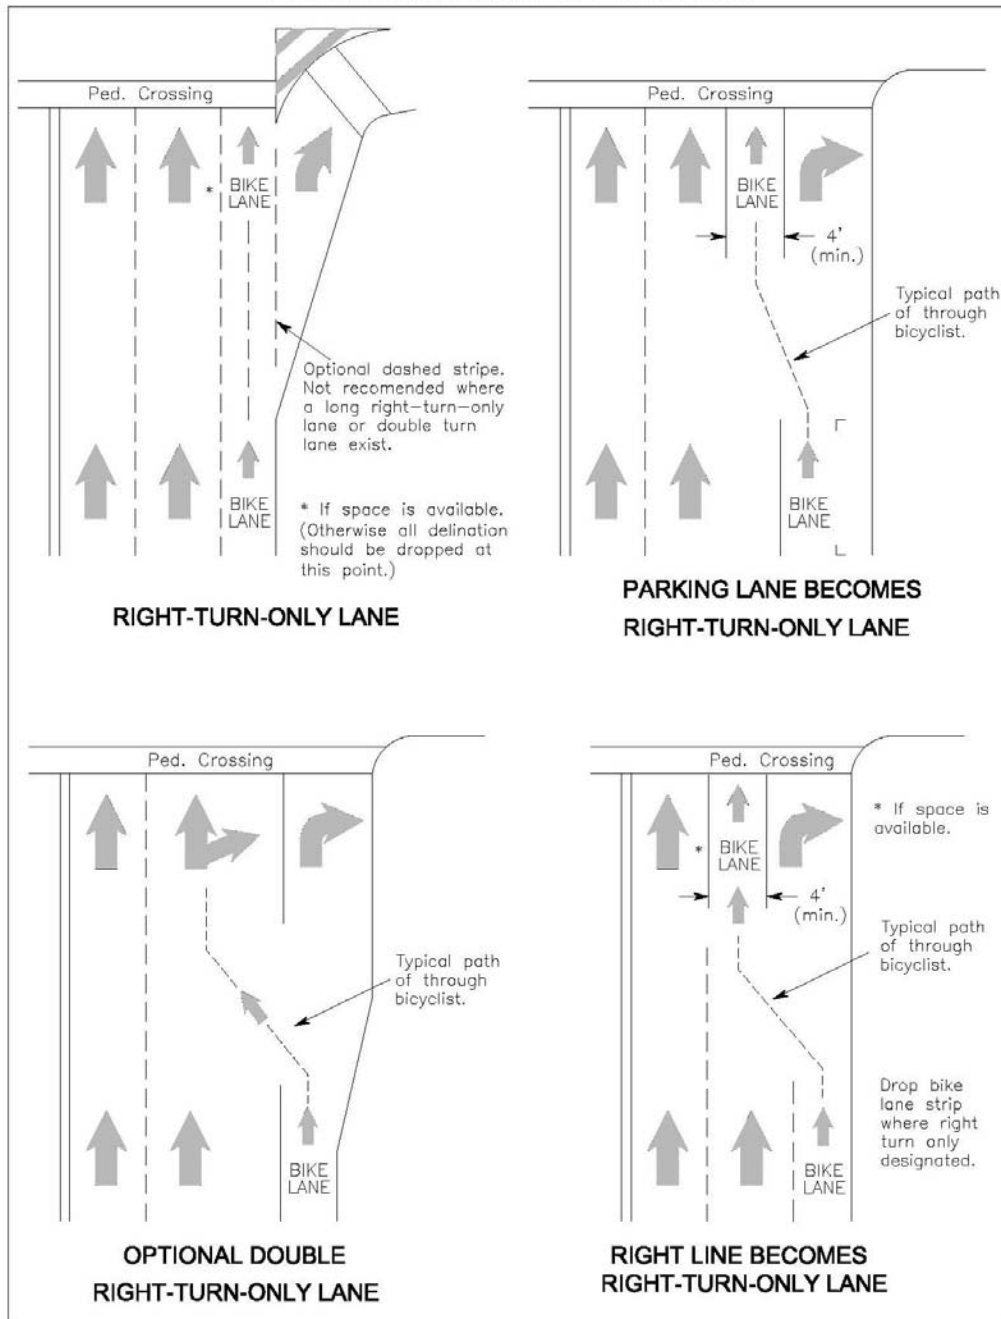 Ped. Crossing
*
BIKE
LANE
Optional dashed stripe.
Not recomended where
a long right-turn-only
lane or double turn
lane exist.
BIKE
LANE
* If space is available.
(Otherwise all delination
should be dropped at
this point.)
RIGHT-TURN-ONLY LANE
Ped. Crossing
BIKE
LANE
4'
(min.)
Typical path
of through
bicyclist.
BIKE
LANE
PARKING LANE BECOMES
RIGHT-TURN-ONLY LANE
Ped. Crossing
Typical path
of through
bicyclist.
BIKE
LANE
OPTIONAL DOUBLE
RIGHT-TURN-ONLY LANE
Ped. Crossing
* If space is
available.
*
BIKE
LANE
4'
(min.)
Typical path
of through
bicyclist.
Drop bike
lane strip
where right
turn only
designated.
BIKE
LANE
RIGHT LINE BECOMES
RIGHT-TURN-ONLY LANE